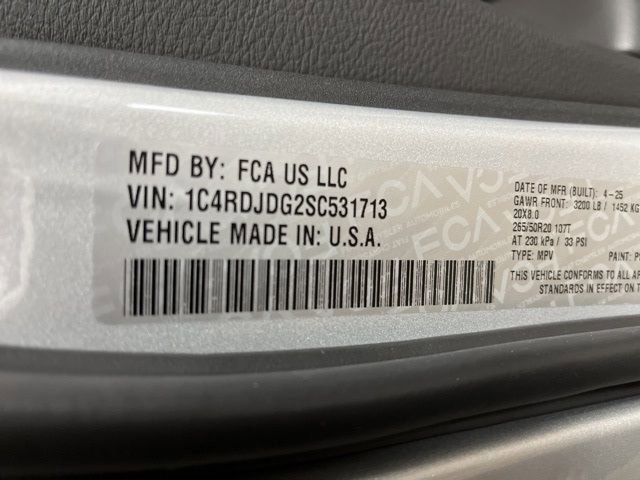 MFD BY: FCA US LLC
VIN: 1C4RDJDG2SC531713
VEHICLE MADE IN: U.S.A.
DATE OF MFR (BUILT): 4-25
GAWR FRONT: 3200 LB / 1452 KG
20X8.0
265/50R20 107T
AT 230 kPa / 33 PSI
TYPE: MPV PAINT: P
THIS VEHICLE CONFORMS TO ALL
STANDARDS IN EFFECT ON